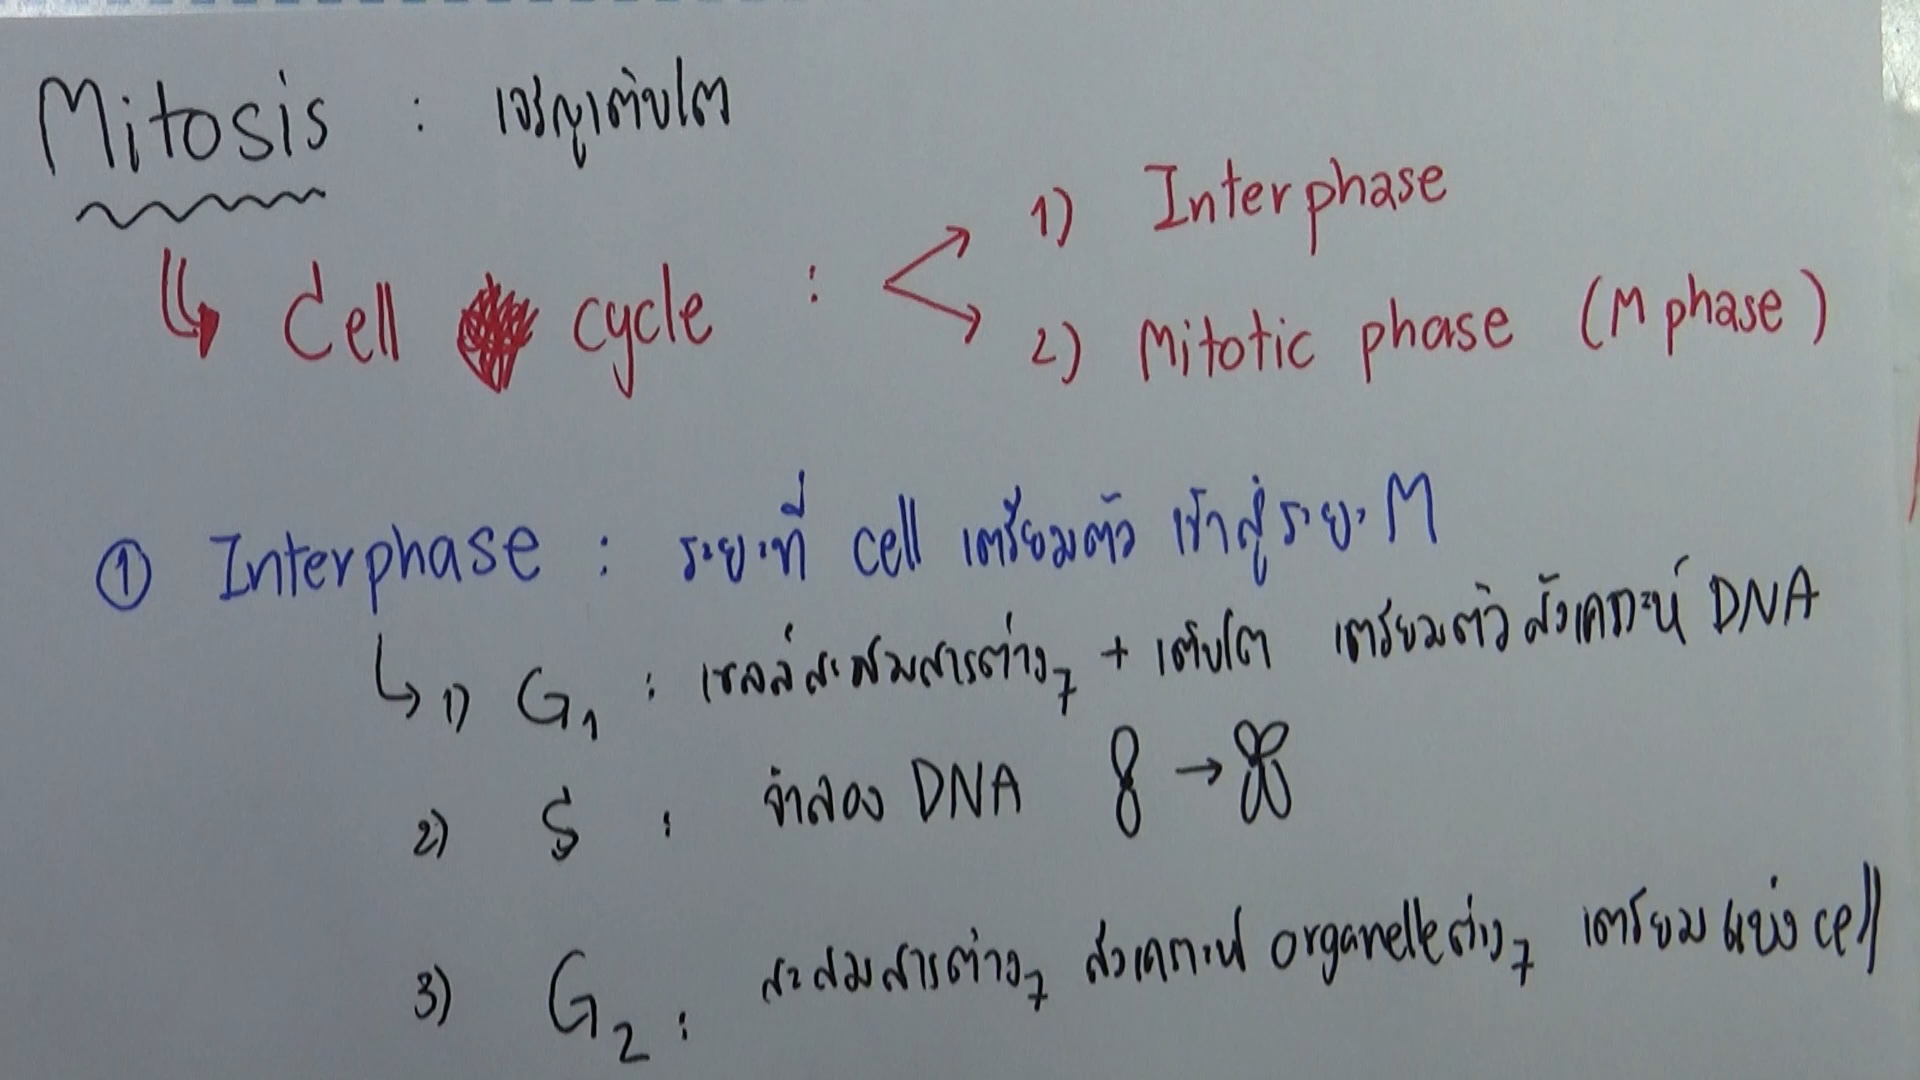 Mitosis : เจริญเติบโต
↳ Cell cycle :
1) Interphase
2) Mitotic phase (M phase)
① Interphase : ระยะที่ cell เตรียมตัว เข้าสู่ระยะ M
↳ 1) G1 : เซลล์สะสมสารต่างๆ + เติบโต เตรียมตัวสังเคราะห์ DNA
2) S : จำลอง DNA →
3) G2 : สะสมสารต่างๆ สังเคราะห์ organelle ต่างๆ เตรียมแบ่ง cell